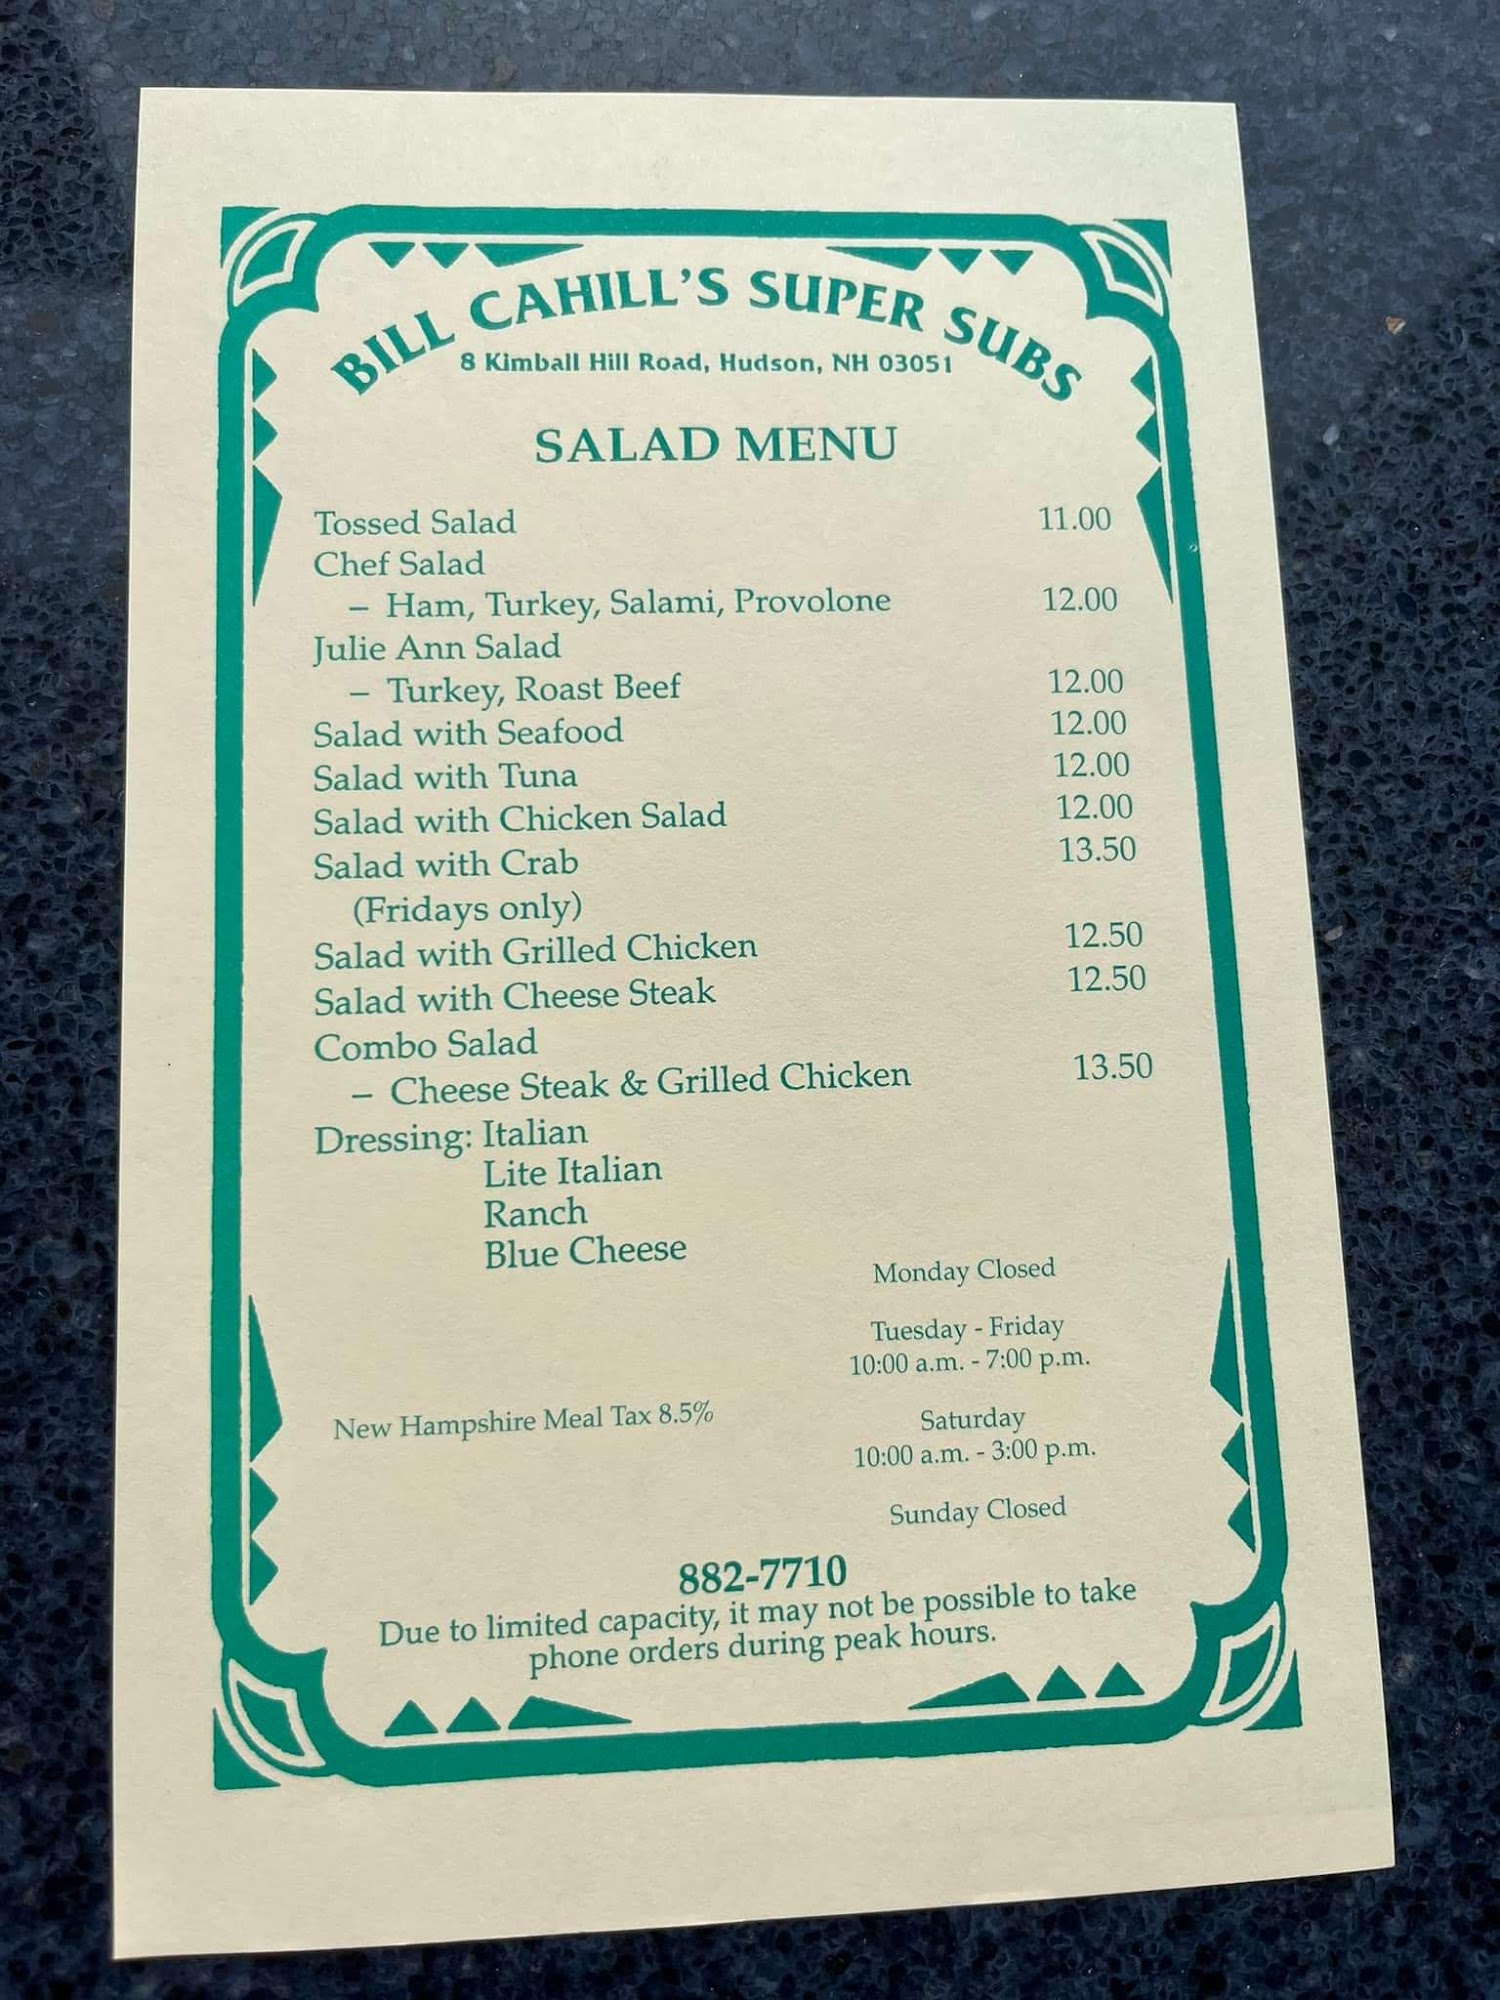 BILL CAHILL'S SUPER SUBS
8 Kimball Hill Road, Hudson, NH 03051
SALAD MENU
Tossed Salad 11.00
Chef Salad
– Ham, Turkey, Salami, Provolone 12.00
Julie Ann Salad
– Turkey, Roast Beef 12.00
Salad with Seafood 12.00
Salad with Tuna 12.00
Salad with Chicken Salad 12.00
Salad with Crab 13.50
(Fridays only)
Salad with Grilled Chicken 12.50
Salad with Cheese Steak 12.50
Combo Salad
– Cheese Steak & Grilled Chicken 13.50
Dressing: Italian
Lite Italian
Ranch
Blue Cheese
Monday Closed
Tuesday - Friday
10:00 a.m. - 7:00 p.m.
New Hampshire Meal Tax 8.5%
Saturday
10:00 a.m. - 3:00 p.m.
Sunday Closed
882-7710
Due to limited capacity, it may not be possible to take
phone orders during peak hours.